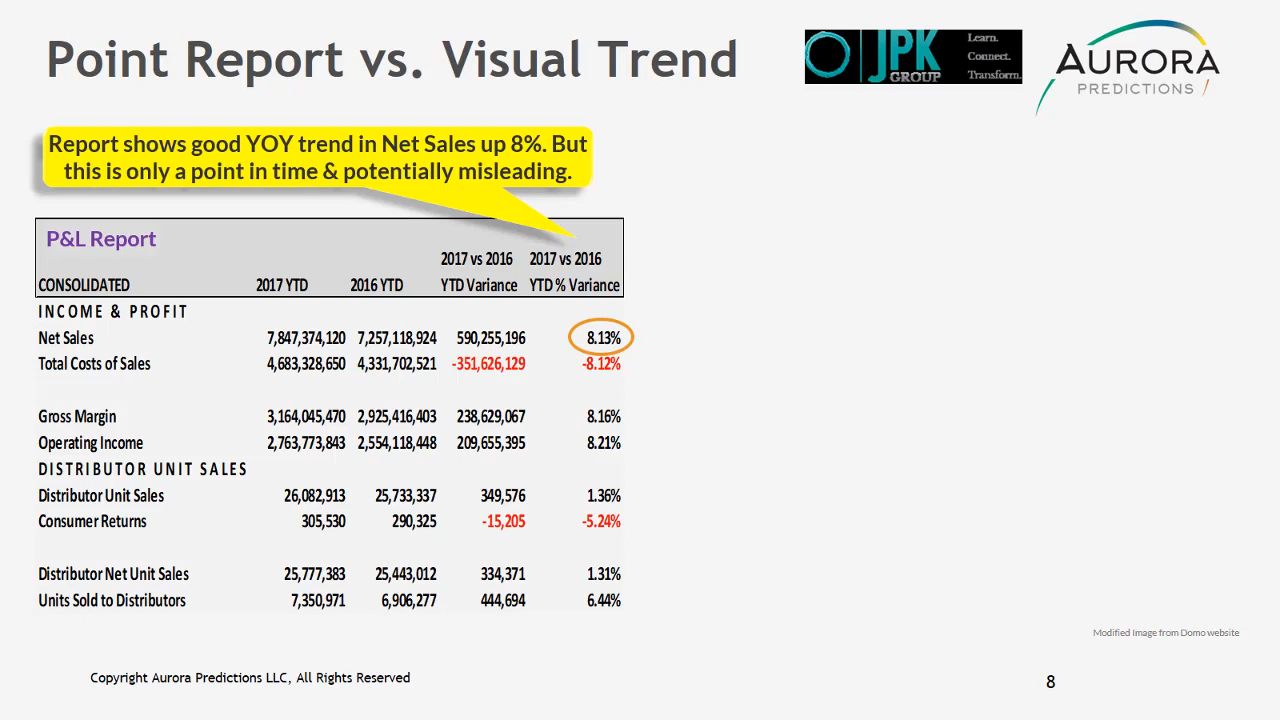 Point Report vs. Visual Trend
JPK
GROUP
Learn.
Connect.
Transform.
AURORA
PREDICTIONS
Report shows good YOY trend in Net Sales up 8%. But
this is only a point in time & potentially misleading.
P&L Report
2017 vs 2016 2017 vs 2016
CONSOLIDATED 2017 YTD 2016 YTD YTD Variance YTD % Variance
INCOME & PROFIT
Net Sales 7,847,374,120 7,257,118,924 590,255,196 8.13%
Total Costs of Sales 4,683,328,650 4,331,702,521 -351,626,129 -8.12%
Gross Margin 3,164,045,470 2,925,416,403 238,629,067 8.16%
Operating Income 2,763,773,843 2,554,118,448 209,655,395 8.21%
DISTRIBUTOR UNIT SALES
Distributor Unit Sales 26,082,913 25,733,337 349,576 1.36%
Consumer Returns 305,530 290,325 -15,205 -5.24%
Distributor Net Unit Sales 25,777,383 25,443,012 334,371 1.31%
Units Sold to Distributors 7,350,971 6,906,277 444,694 6.44%
Modified Image from Domo website
Copyright Aurora Predictions LLC, All Rights Reserved
8